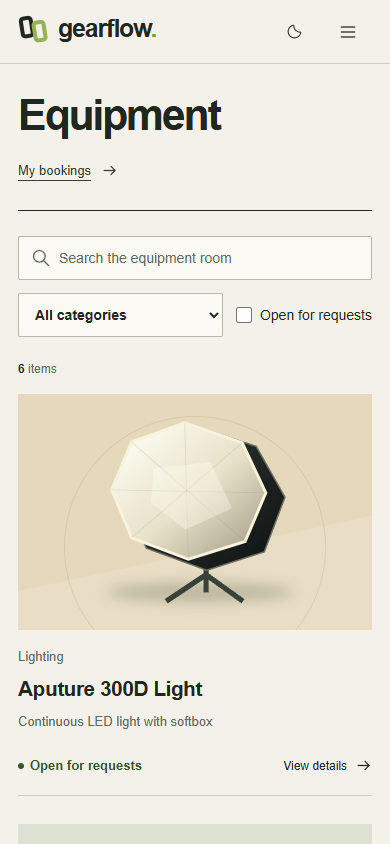 gearflow.
Equipment
My bookings
Search the equipment room
All categories
Open for requests
6 items
Lighting
Aputure 300D Light
Continuous LED light with softbox
Open for requests
View details